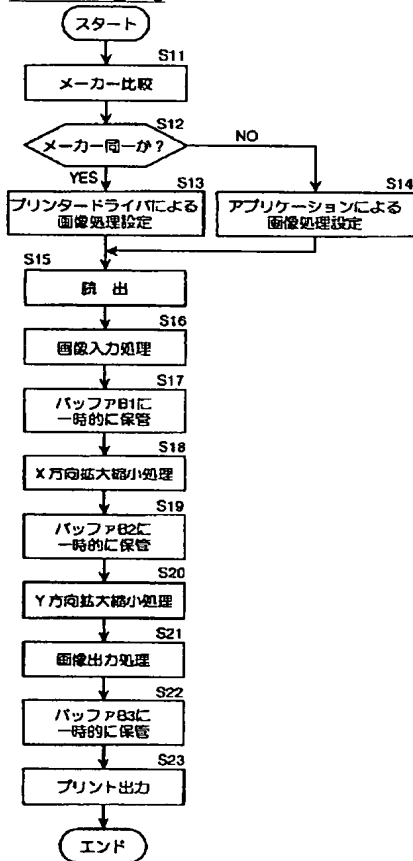 スタート
S11
メーカー比較
S12
メーカー同一か?
NO
YES
S13
プリンタードライバによる
画像処理設定
S14
アプリケーションによる
画像処理設定
S15
読 出
S16
画像入力処理
S17
バッファB1に
一時的に保管
S18
X方向拡大縮小処理
S19
バッファB2に
一時的に保管
S20
Y方向拡大縮小処理
S21
画像出力処理
S22
バッファB3に
一時的に保管
S23
プリント出力
エンド